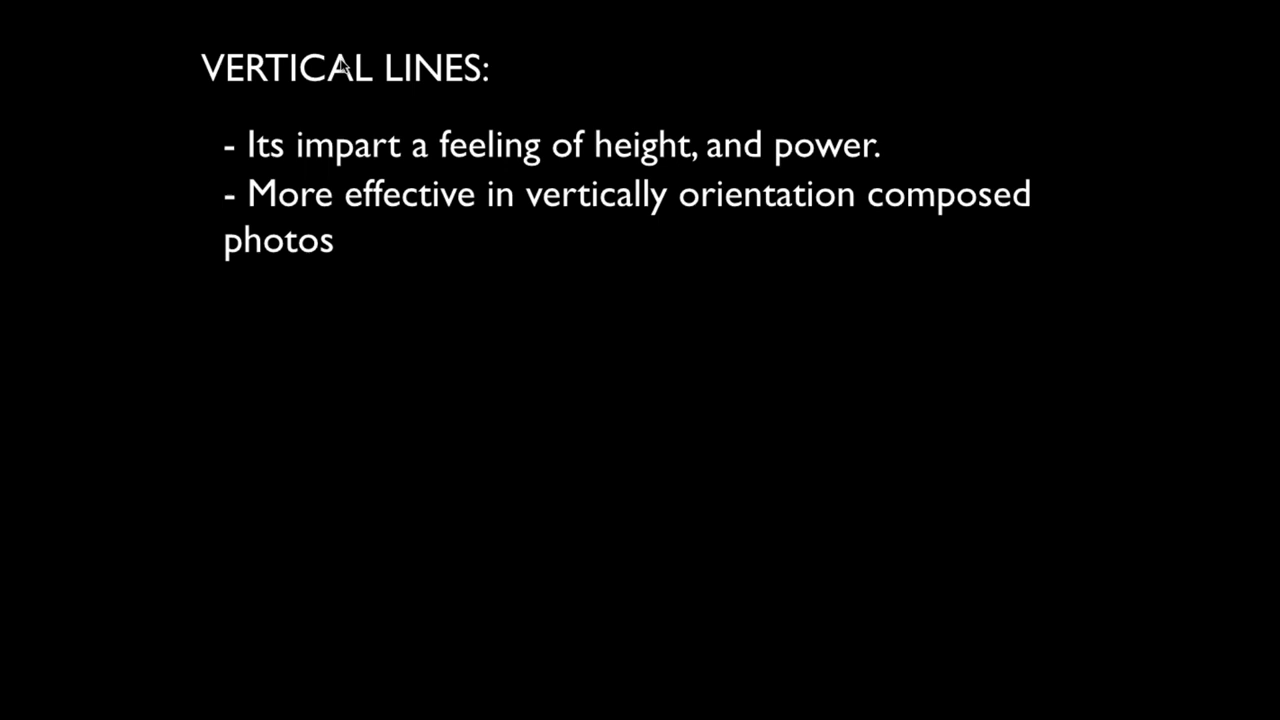 VERTICAL LINES:
- Its impart a feeling of height, and power.
- More effective in vertically orientation composed
photos